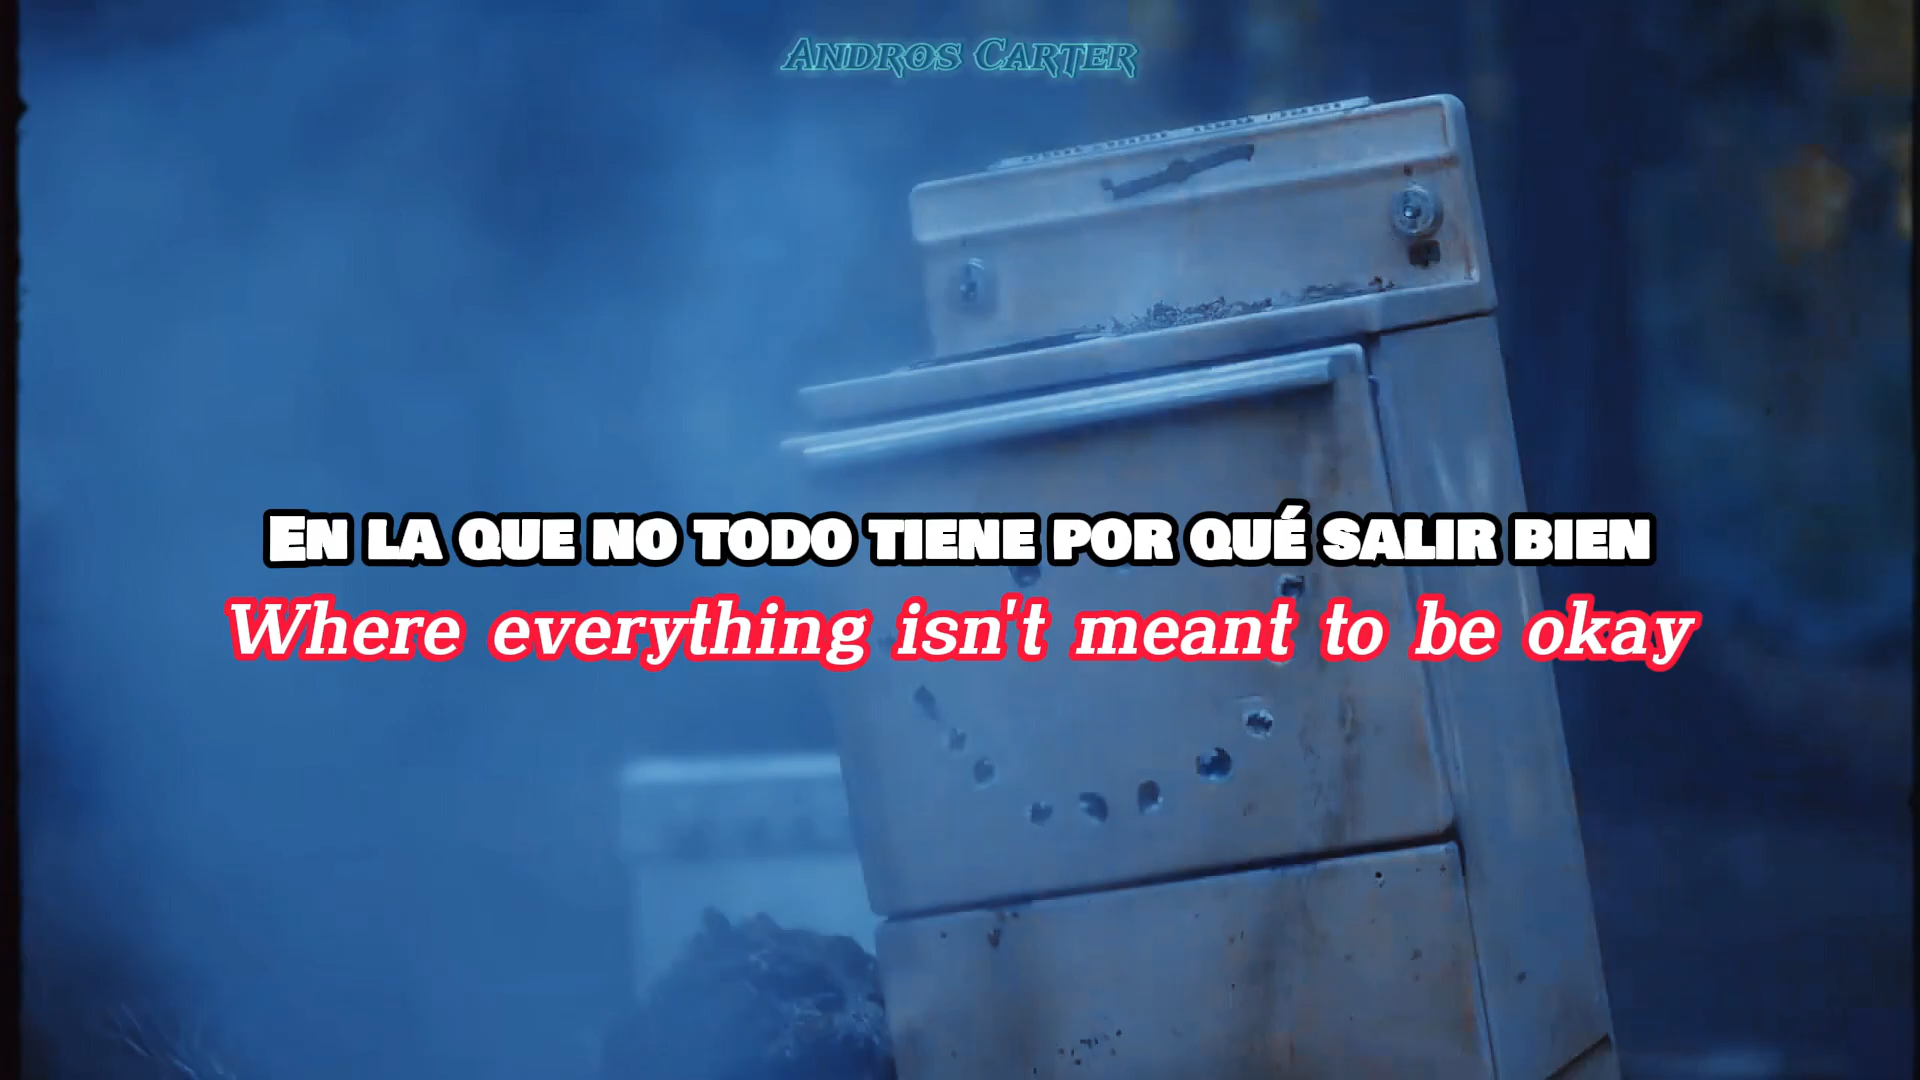 Andros Carter
En la que no todo tiene por qué salir bien
Where everything isn't meant to be okay